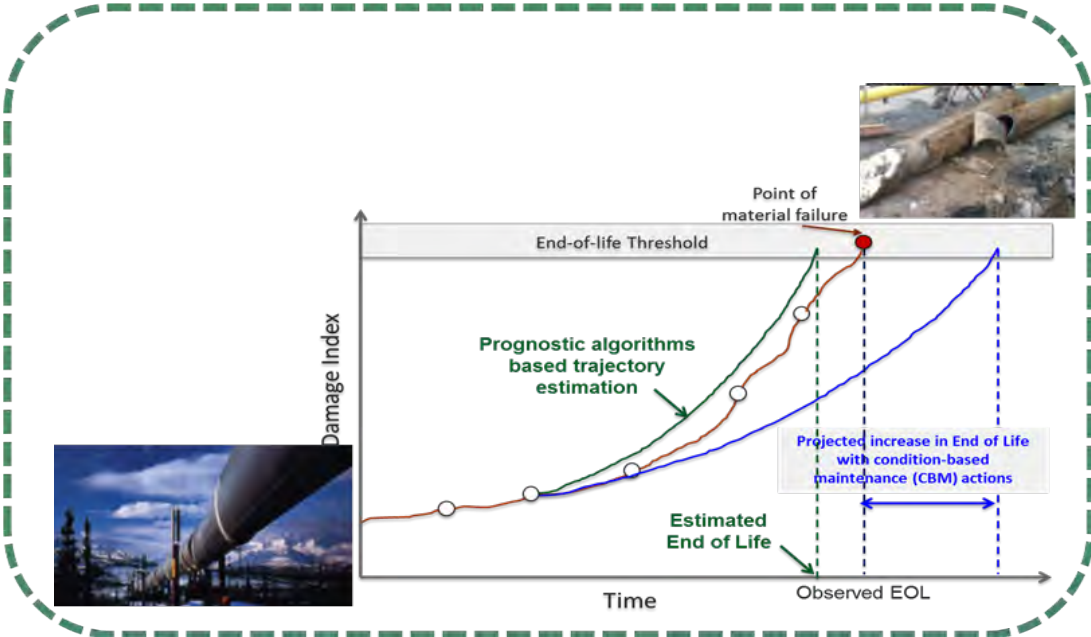 Point of
material failure
End-of-life Threshold
Prognostic algorithms
based trajectory
estimation
Damage Index
Projected increase in End of Life
with condition-based
maintenance (CBM) actions
Estimated
End of Life
Observed EOL
Time